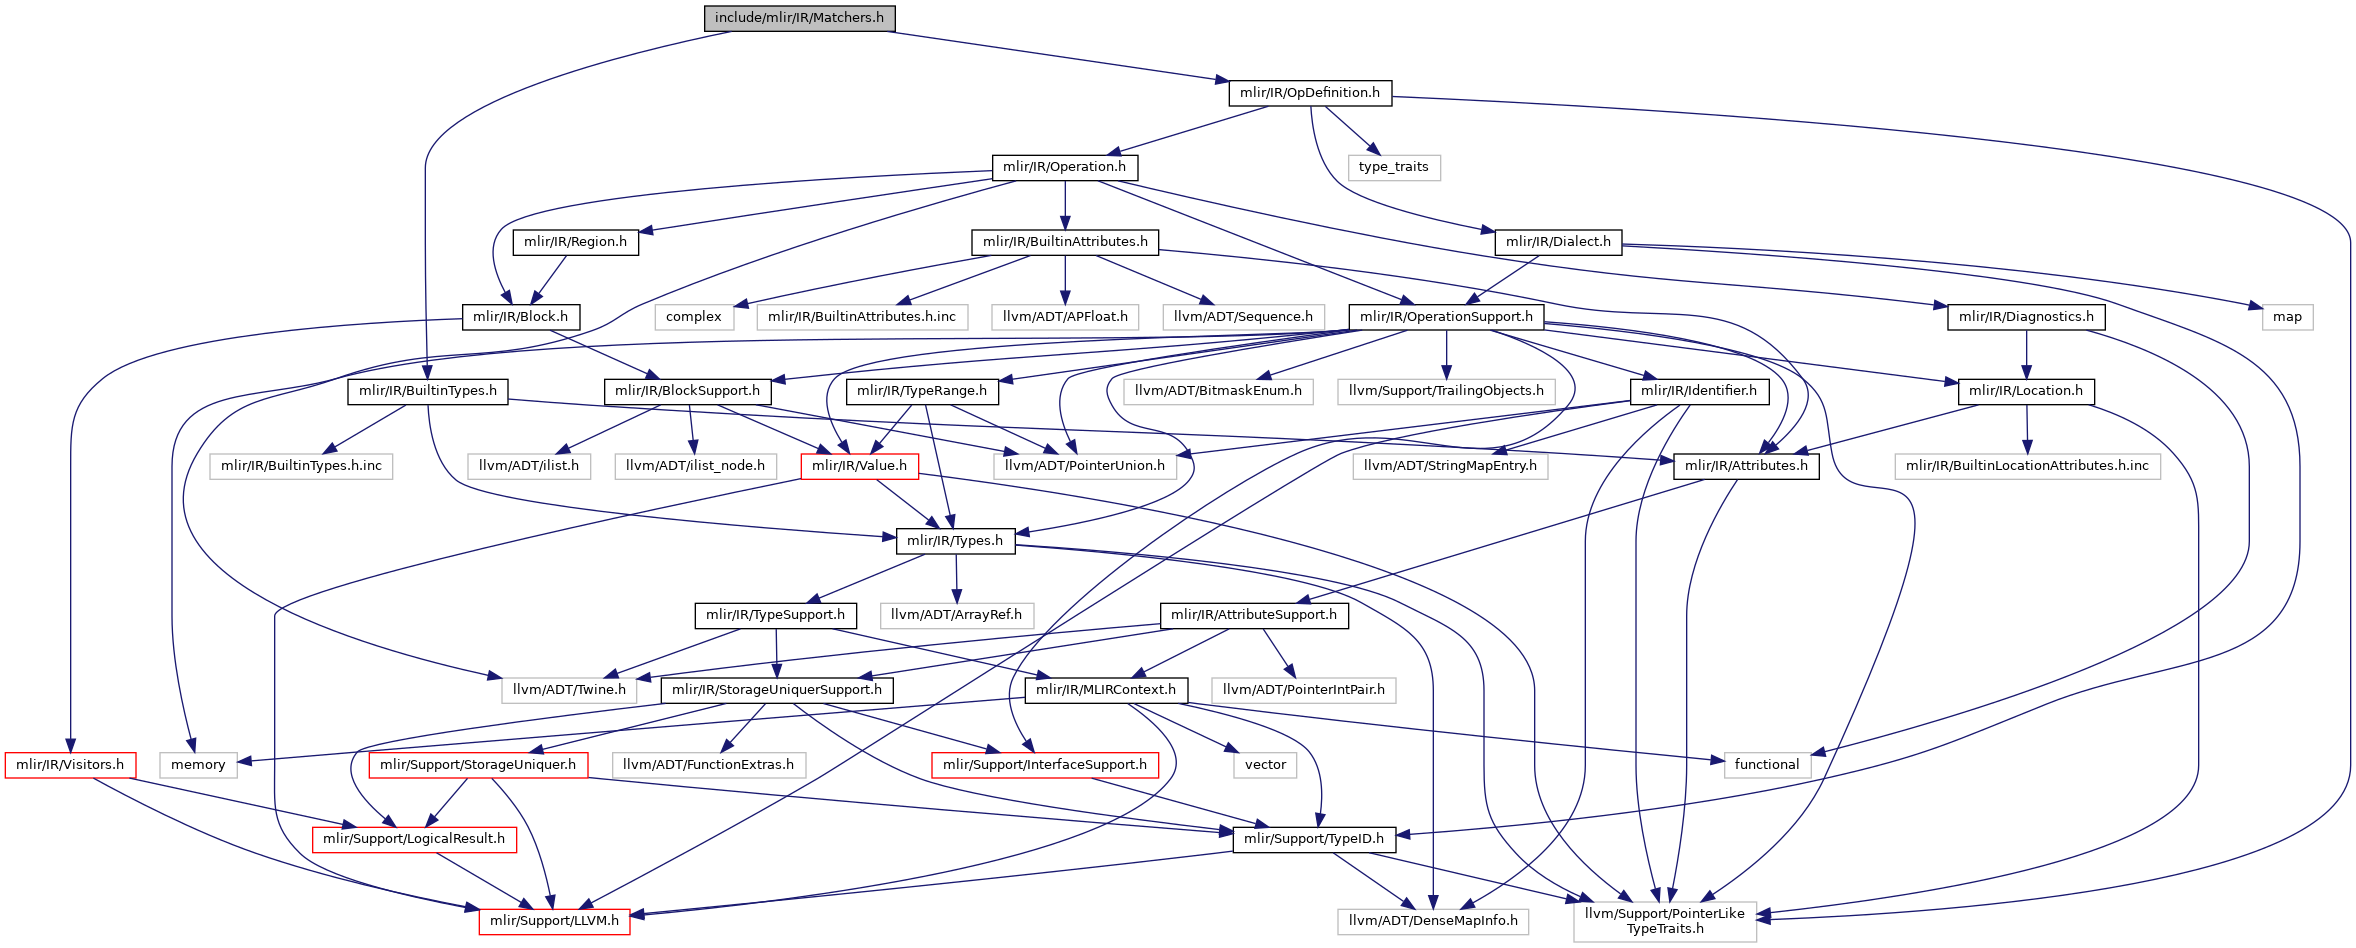 include/mlir/IR/Matchers.h
mlir/IR/OpDefinition.h
mlir/IR/Operation.h
type_traits
mlir/IR/Region.h
mlir/IR/BuiltinAttributes.h
mlir/IR/Dialect.h
mlir/IR/Block.h
complex
mlir/IR/BuiltinAttributes.h.inc
llvm/ADT/APFloat.h
llvm/ADT/Sequence.h
mlir/IR/OperationSupport.h
mlir/IR/Diagnostics.h
map
mlir/IR/BuiltinTypes.h
mlir/IR/BlockSupport.h
mlir/IR/TypeRange.h
llvm/ADT/BitmaskEnum.h
llvm/Support/TrailingObjects.h
mlir/IR/Identifier.h
mlir/IR/Location.h
mlir/IR/BuiltinTypes.h.inc
llvm/ADT/ilist.h
llvm/ADT/ilist_node.h
mlir/IR/Value.h
llvm/ADT/PointerUnion.h
llvm/ADT/StringMapEntry.h
mlir/IR/Attributes.h
mlir/IR/BuiltinLocationAttributes.h.inc
mlir/IR/Types.h
mlir/IR/TypeSupport.h
llvm/ADT/ArrayRef.h
mlir/IR/AttributeSupport.h
llvm/ADT/Twine.h
mlir/IR/StorageUniquerSupport.h
mlir/IR/MLIRContext.h
llvm/ADT/PointerIntPair.h
mlir/IR/Visitors.h
memory
mlir/Support/StorageUniquer.h
llvm/ADT/FunctionExtras.h
mlir/Support/InterfaceSupport.h
vector
functional
mlir/Support/LogicalResult.h
mlir/Support/TypeID.h
mlir/Support/LLVM.h
llvm/ADT/DenseMapInfo.h
llvm/Support/PointerLike
TypeTraits.h